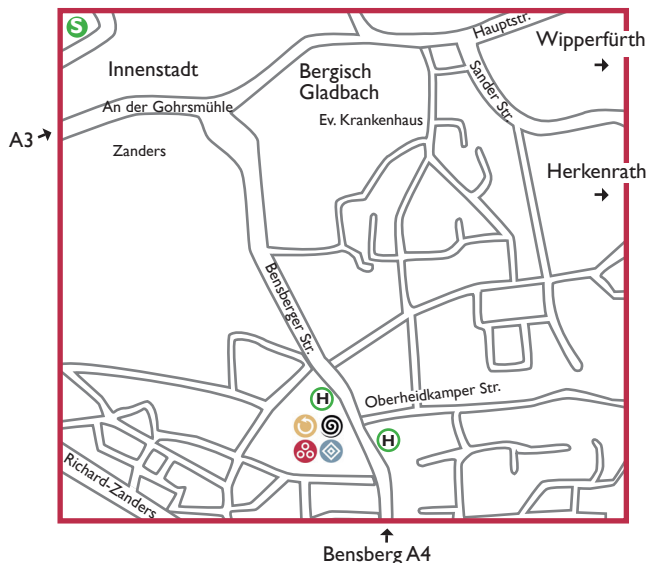 S
Hauptstr.
Wipperfürth
Innenstadt
Bergisch
Gladbach
Sander Str.
An der Gohrsmühle
Ev. Krankenhaus
A3
Zanders
Herkenrath
Bensberger Str.
H
Oberheidkamper Str.
H
Richard-Zanders
Bensberg A4